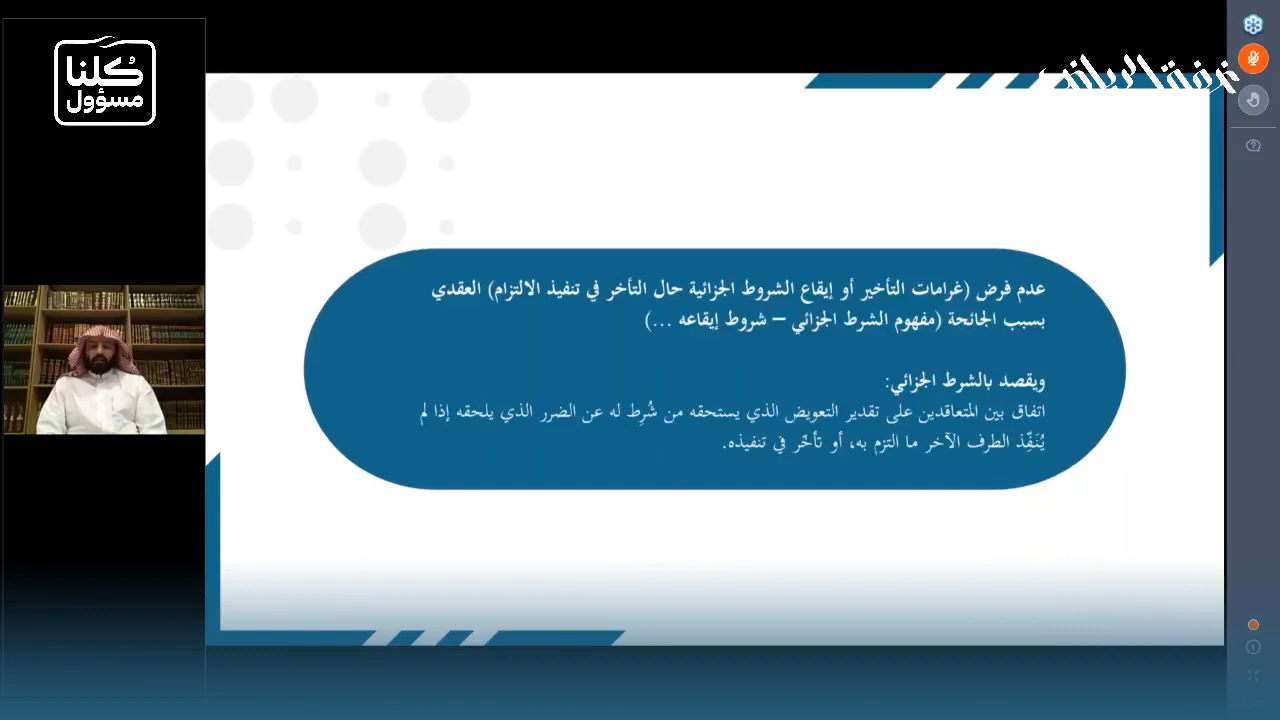 كُلنا
مسؤول
غرفة الرياض
عدم فرض (غرامات التأخير أو إيقاع الشروط الجزائية حال التأخر في تنفيذ الالتزام) العقدي
بسبب الجائحة (مفهوم الشرط الجزائي – شروط إيقاعه ...)
ويقصد بالشرط الجزائي:
اتفاق بين المتعاقدين على تقدير التعويض الذي يستحقه من شُرِط له عن الضرر الذي يلحقه إذا لم
يُنَفِّذ الطرف الآخر ما التزم به، أو تأخّر في تنفيذه.